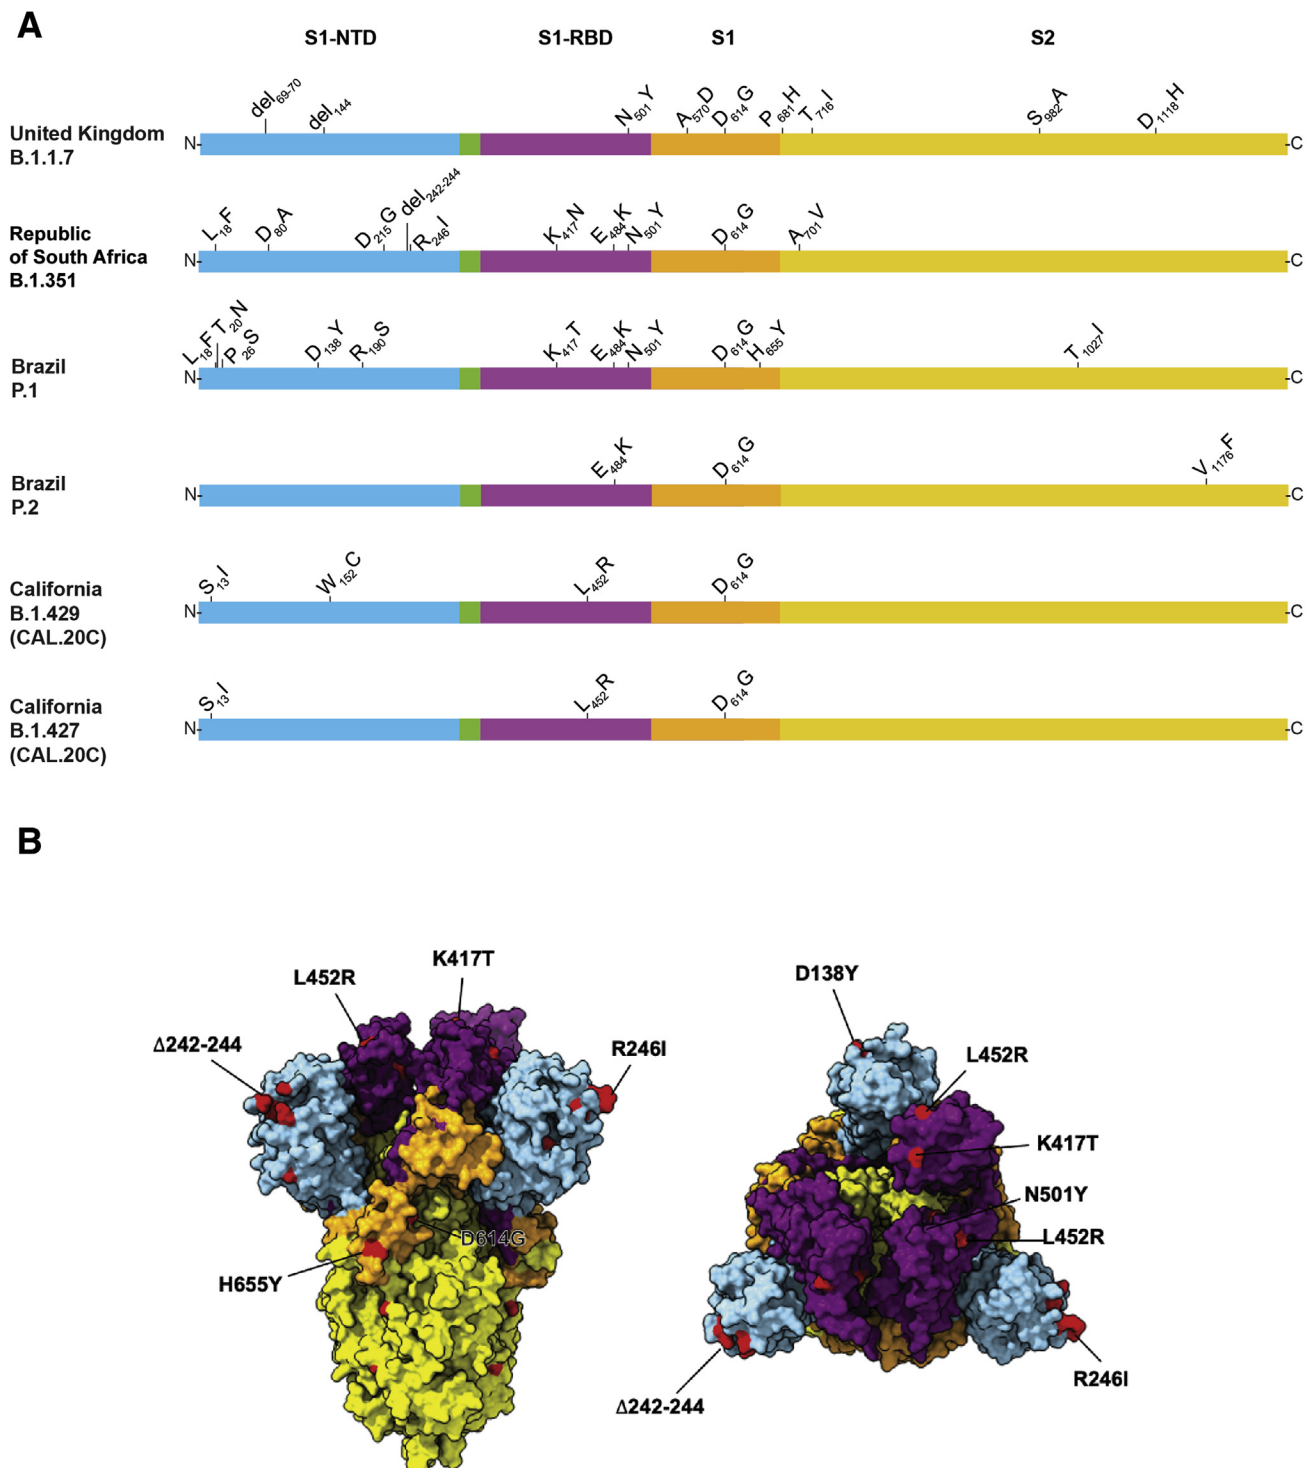 A
S1-NTD S1-RBD S1 S2
del69-70 del144 N501Y A570D D614G P681H T716I S982A D1118H
United Kingdom
B.1.1.7
N- -C
L18F D80A D215G del242-244 R246I K417N E484K N501Y D614G A701V
Republic
of South Africa
B.1.351
N- -C
L18F T20N P26S D138Y R190S K417T E484K N501Y D614G H655Y T1027I
Brazil
P.1
N- -C
E484K D614G V1176F
Brazil
P.2
N- -C
S13I W152C L452R D614G
California
B.1.429
(CAL.20C)
N- -C
S13I L452R D614G
California
B.1.427
(CAL.20C)
N- -C
B
K417T
L452R
Δ242-244
R246I
D614G
H655Y
D138Y
L452R
K417T
N501Y
L452R
R246I
Δ242-244